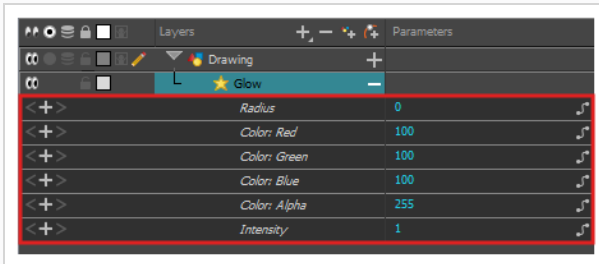 Layers Parameters
Drawing
Glow
Radius 0
Color: Red 100
Color: Green 100
Color: Blue 100
Color: Alpha 255
Intensity 1